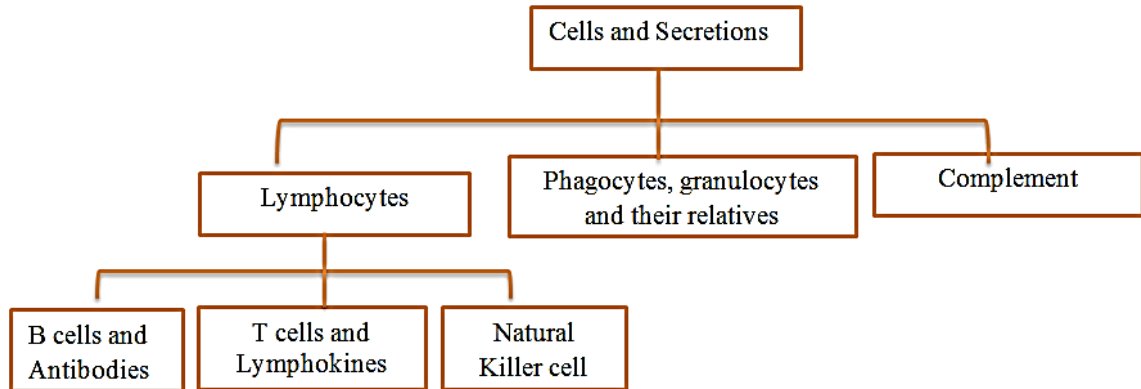 Cells and Secretions
Lymphocytes
Phagocytes, granulocytes
and their relatives
Complement
B cells and
Antibodies
T cells and
Lymphokines
Natural
Killer cell